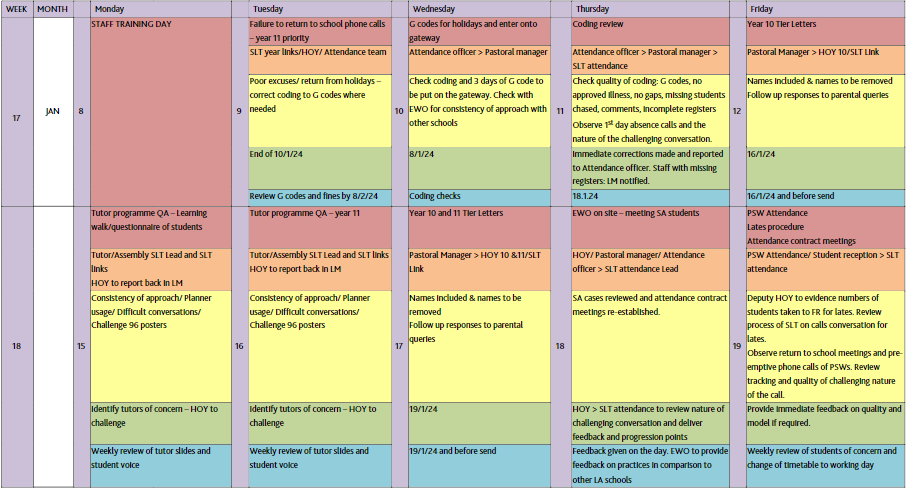 WEEK MONTH Monday Tuesday Wednesday Thursday Friday
17
JAN
8
STAFF TRAINING DAY
9
Failure to return to school phone calls
– year 11 priority
SLT year links/HOY/ Attendance team
Poor excuses/ return from holidays –
correct coding to G codes where
needed
End of 10/1/24
Review G codes and fines by 8/2/24
10
G codes for holidays and enter onto
gateway
Attendance officer > Pastoral manager
Check coding and 3 days of G code to
be put on the gateway. Check with
EWO for consistency of approach with
other schools
8/1/24
Coding checks
11
Coding review
Attendance officer > Pastoral manager >
SLT attendance
Check quality of coding: G codes, no
approved illness, no gaps, missing students
chased, comments, incomplete registers
Observe 1st day absence calls and the
nature of the challenging conversation.
Immediate corrections made and reported
to Attendance officer. Staff with missing
registers: LM notified.
18.1.24
12
Year 10 Tier Letters
Pastoral Manager > HOY 10/SLT Link
Names included & names to be removed
Follow up responses to parental queries
16/1/24
16/1/24 and before send
18
15
Tutor programme QA – Learning
walk/questionnaire of students
Tutor/Assembly SLT Lead and SLT
links
HOY to report back in LM
Consistency of approach/ Planner
usage/ Difficult conversations/
Challenge 96 posters
Identify tutors of concern – HOY to
challenge
Weekly review of tutor slides and
student voice
16
Tutor programme QA – year 11
Tutor/Assembly SLT Lead and SLT links
HOY to report back in LM
Consistency of approach/ Planner
usage/ Difficult conversations/
Challenge 96 posters
Identify tutors of concern – HOY to
challenge
Weekly review of tutor slides and
student voice
17
Year 10 and 11 Tier Letters
Pastoral Manager > HOY 10 &11/SLT
Link
Names included & names to be
removed
Follow up responses to parental
queries
19/1/24
19/1/24 and before send
18
EWO on site – meeting SA students
HOY/ Pastoral manager/ Attendance
officer > SLT attendance Lead
SA cases reviewed and attendance contract
meetings re-established.
HOY > SLT attendance to review nature of
challenging conversation and deliver
feedback and progression points
Feedback given on the day. EWO to provide
feedback on practices in comparison to
other LA schools
19
PSW Attendance
Lates procedure
Attendance contract meetings
PSW Attendance/ Student reception > SLT
attendance
Deputy HOY to evidence numbers of
students taken to FR for lates. Review
process of SLT on calls conversation for
lates.
Observe return to school meetings and pre-
emptive phone calls of PSWs. Review
tracking and quality of challenging nature
of the call.
Provide immediate feedback on quality and
model if required.
Weekly review of students of concern and
change of timetable to working day